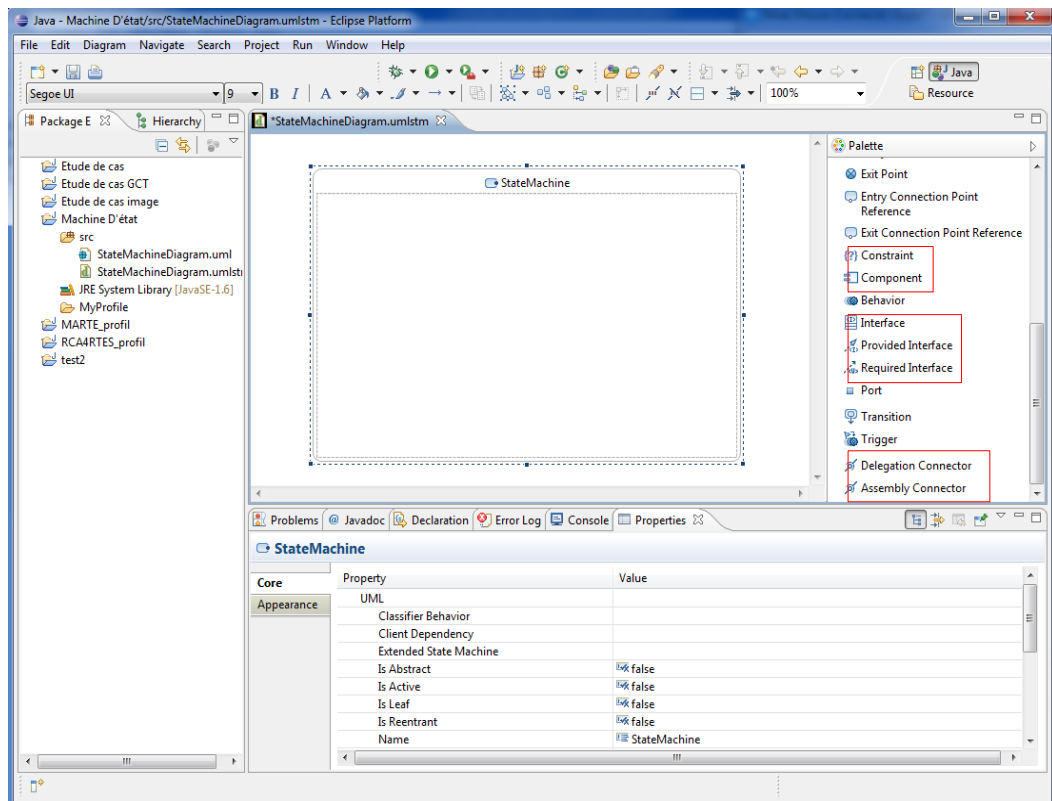 Java - Machine D'état/src/StateMachineDiagram.umlstm - Eclipse Platform
File Edit Diagram Navigate Search Project Run Window Help
Java
Segoe UI 9 B I A 100% Resource
Package E Hierarchy
*StateMachineDiagram.umlstm
Etude de cas
Etude de cas GCT
Etude de cas image
Machine D'état
src
StateMachineDiagram.uml
StateMachineDiagram.umlst
JRE System Library [JavaSE-1.6]
MyProfile
MARTE_profil
RCA4RTES_profil
test2
StateMachine
Palette
Exit Point
Entry Connection Point
Reference
Exit Connection Point Reference
{?} Constraint
Component
Behavior
Interface
Provided Interface
Required Interface
Port
Transition
Trigger
Delegation Connector
Assembly Connector
Problems @ Javadoc Declaration Error Log Console Properties
StateMachine
Core
Appearance
Property Value
UML
Classifier Behavior
Client Dependency
Extended State Machine
Is Abstract false
Is Active false
Is Leaf false
Is Reentrant false
Name StateMachine